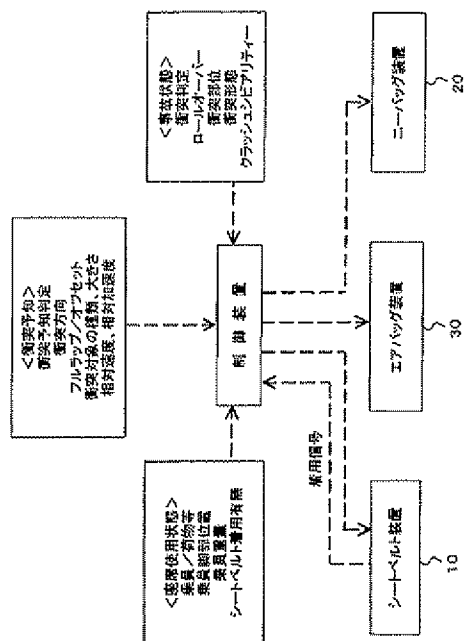 <衝突予知>
衝突予知判定
衝突方向
フルラップ/オフセット
衝突対象の種類、大きさ
相対速度、相対加速度
<座席使用状態>
乗員/荷物等
乗員脚部位置
乗員重量
シートベルト着用有無
制御装置
<事故状態>
衝突判定
ロールオーバー
衝突部位
衝突形態
クラッシュシビアリティー
着用信号
シートベルト装置
エアバッグ装置
ニーバッグ装置
10
30
20